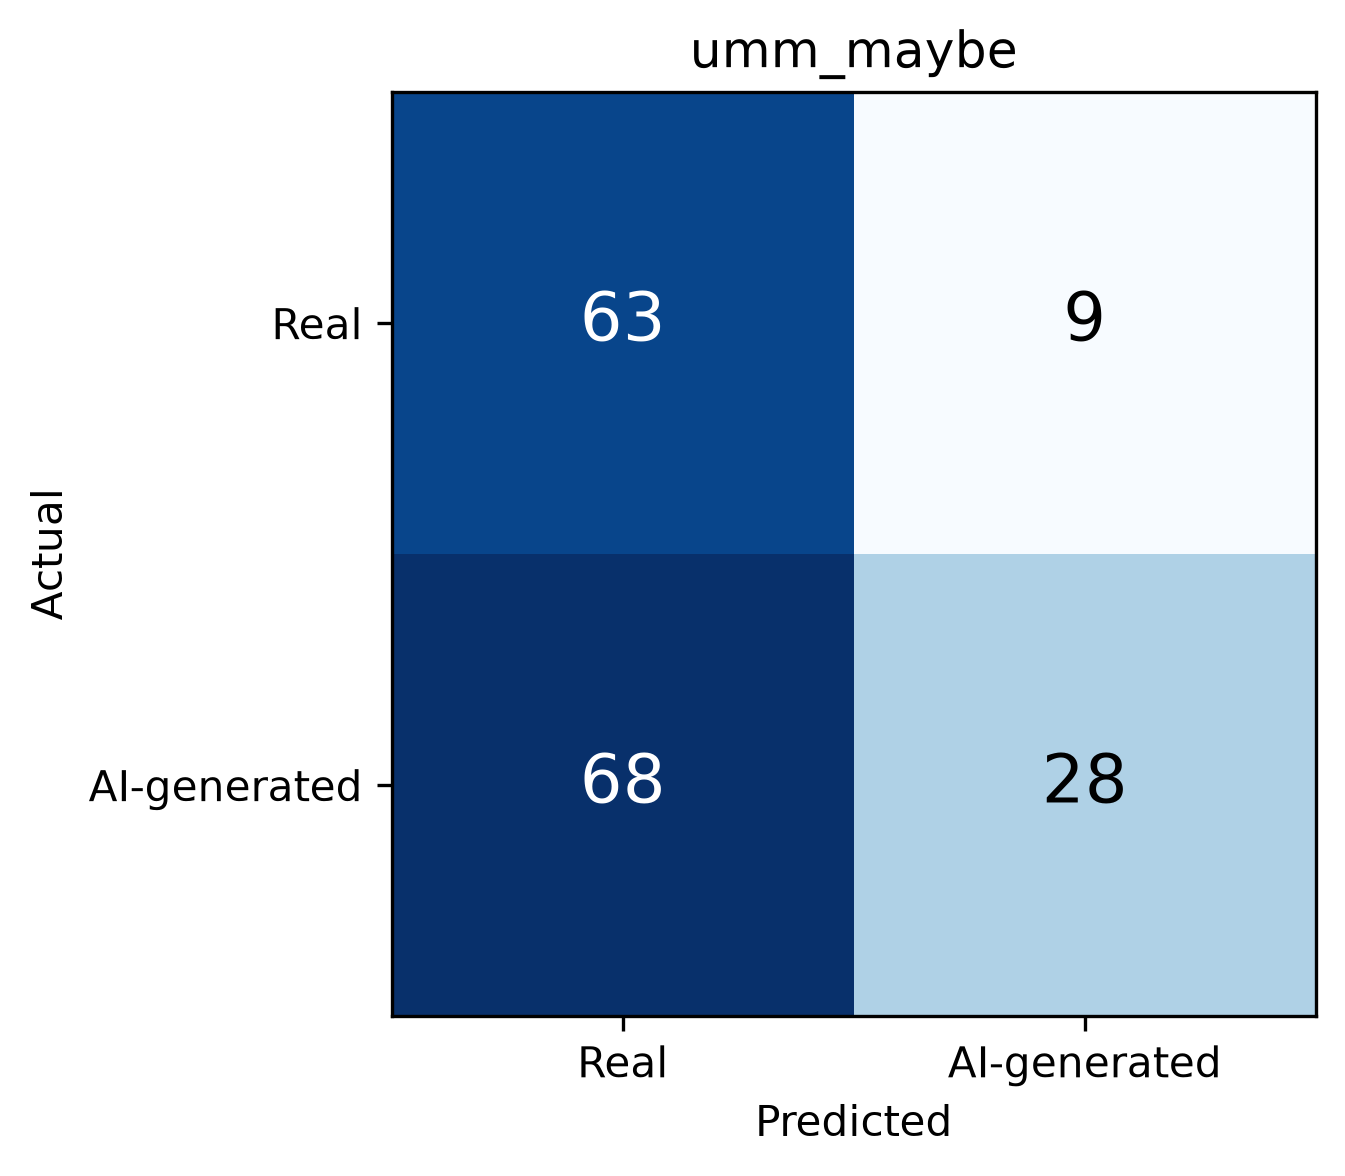 umm_maybe
Real
63
9
Actual
AI-generated
68
28
Real
AI-generated
Predicted